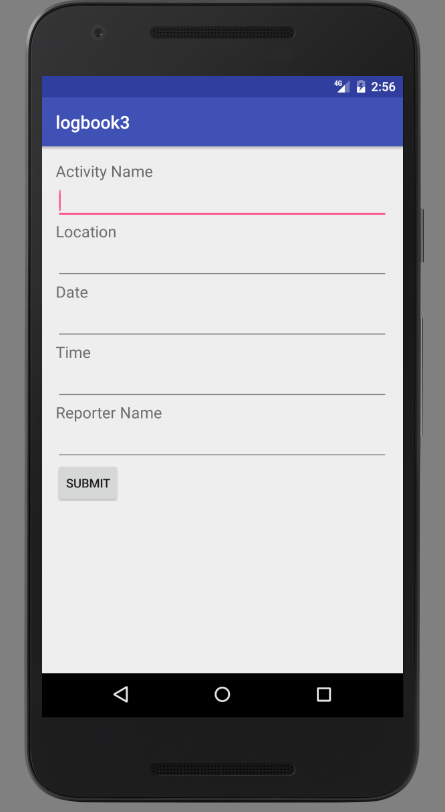 4G 2:56
logbook3
Activity Name
Location
Date
Time
Reporter Name
SUBMIT